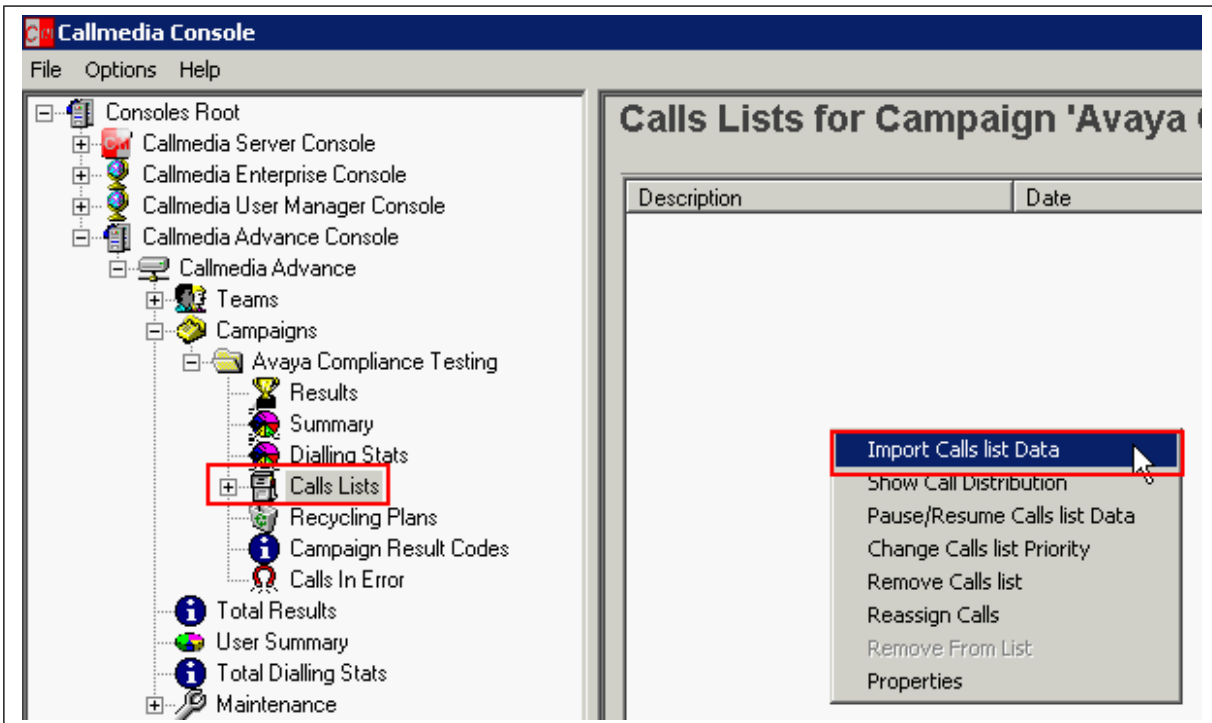 Callmedia Console
File Options Help
Consoles Root
Callmedia Server Console
Callmedia Enterprise Console
Callmedia User Manager Console
Callmedia Advance Console
Callmedia Advance
Teams
Campaigns
Avaya Compliance Testing
Results
Summary
Dialling Stats
Calls Lists
Recycling Plans
Campaign Result Codes
Calls In Error
Total Results
User Summary
Total Dialling Stats
Maintenance
Calls Lists for Campaign 'Avaya
Description Date
Import Calls list Data
Show Call Distribution
Pause/Resume Calls list Data
Change Calls list Priority
Remove Calls list
Reassign Calls
Remove From List
Properties